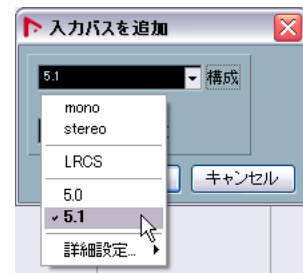 入力バスを追加
5.1
構成
mono
stereo
LRCS
5.0
✓ 5.1
詳細設定...
キャンセル